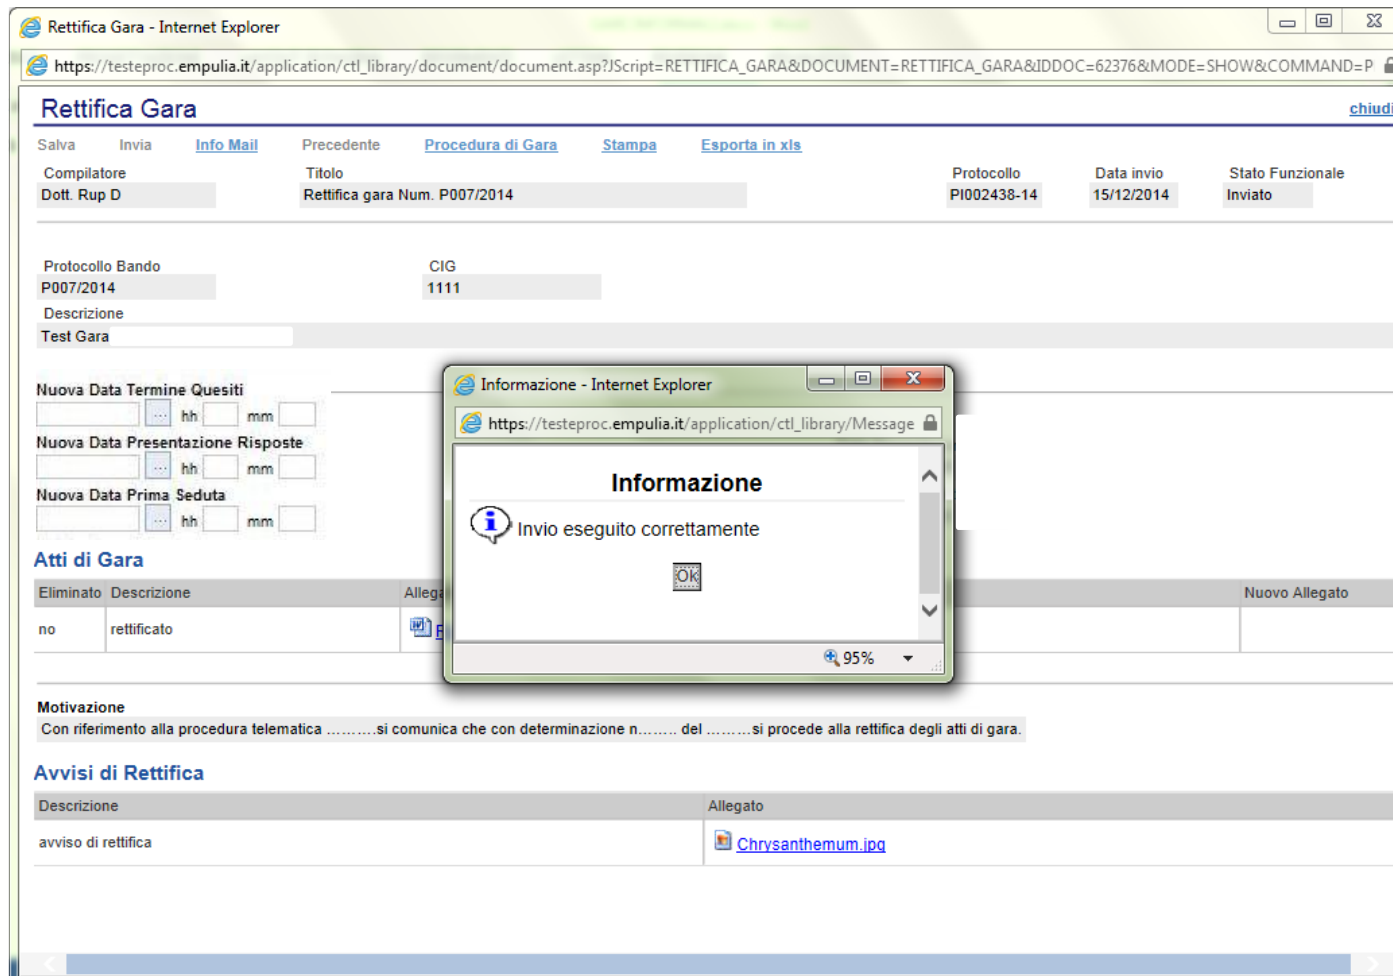 Rettifica Gara - Internet Explorer
https://testeproc.empulia.it/application/ctl_library/document/document.asp?JScript=RETTIFICA_GARA&DOCUMENT=RETTIFICA_GARA&IDDOC=62376&MODE=SHOW&COMMAND=P
Rettifica Gara chiudi
Salva Invia Info Mail Precedente Procedura di Gara Stampa Esporta in xls
Compilatore Titolo Protocollo Data invio Stato Funzionale
Dott. Rup D Rettifica gara Num. P007/2014 PI002438-14 15/12/2014 Inviato
Protocollo Bando CIG
P007/2014 1111
Descrizione
Test Gara
Nuova Data Termine Quesiti
... hh mm
Nuova Data Presentazione Risposte
... hh mm
Nuova Data Prima Seduta
... hh mm
Informazione - Internet Explorer
https://testeproc.empulia.it/application/ctl_library/Message
Informazione
Invio eseguito correttamente
Ok
95%
Atti di Gara
Eliminato Descrizione Allega Nuovo Allegato
no rettificato
Motivazione
Con riferimento alla procedura telematica ……….si comunica che con determinazione n…….. del ………si procede alla rettifica degli atti di gara.
Avvisi di Rettifica
Descrizione Allegato
avviso di rettifica Chrysanthemum.jpg